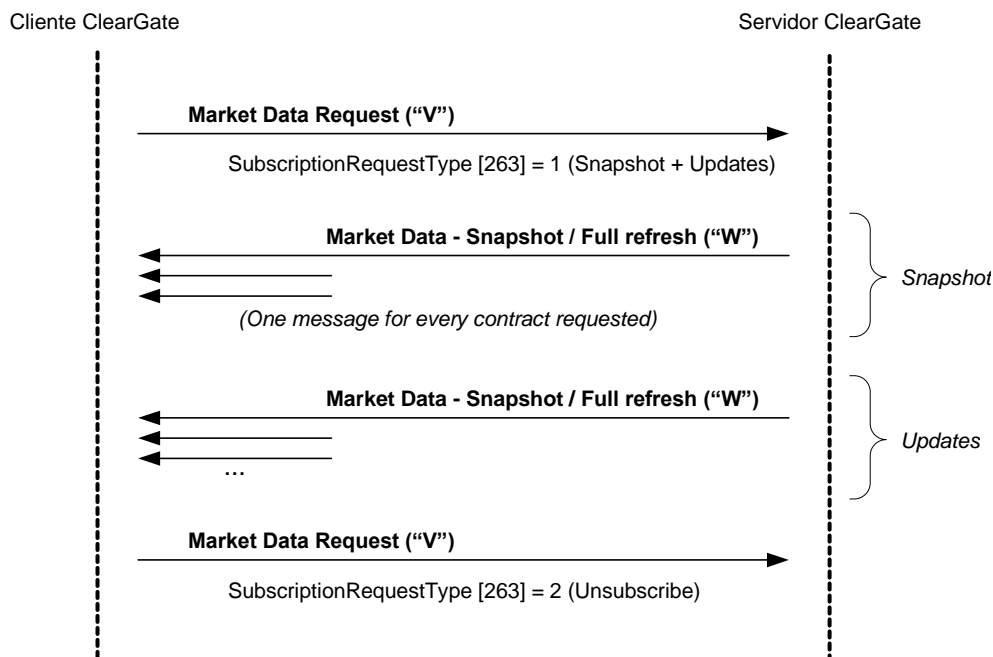 Cliente ClearGate
Servidor ClearGate
Market Data Request (“V”)
SubscriptionRequestType [263] = 1 (Snapshot + Updates)
Market Data - Snapshot / Full refresh (“W”)
Snapshot
(One message for every contract requested)
Market Data - Snapshot / Full refresh (“W”)
Updates
...
Market Data Request (“V”)
SubscriptionRequestType [263] = 2 (Unsubscribe)